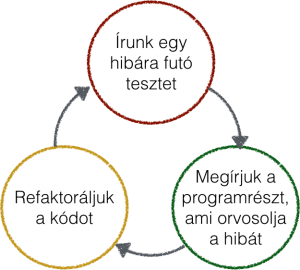 Írunk egy
hibára futó
tesztet
Megírjuk a
programrészt,
ami orvosolja
a hibát
Refaktoráljuk
a kódot